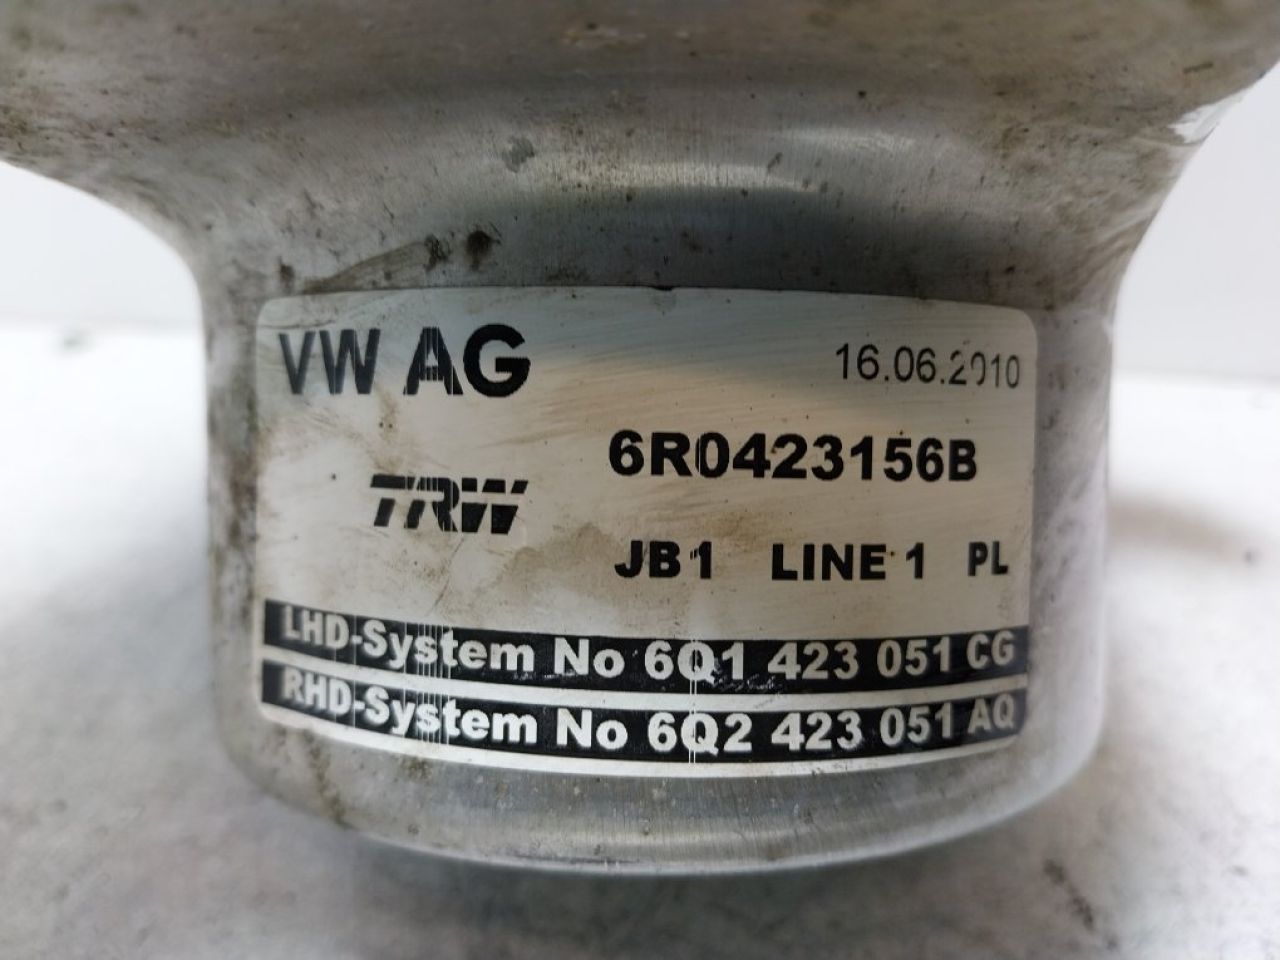 VW AG 16.06.2010
6R0423156B
TRW
JB1 LINE 1 PL
LHD-System No 6Q1 423 051 CG
RHD-System No 6Q2 423 051 AQ